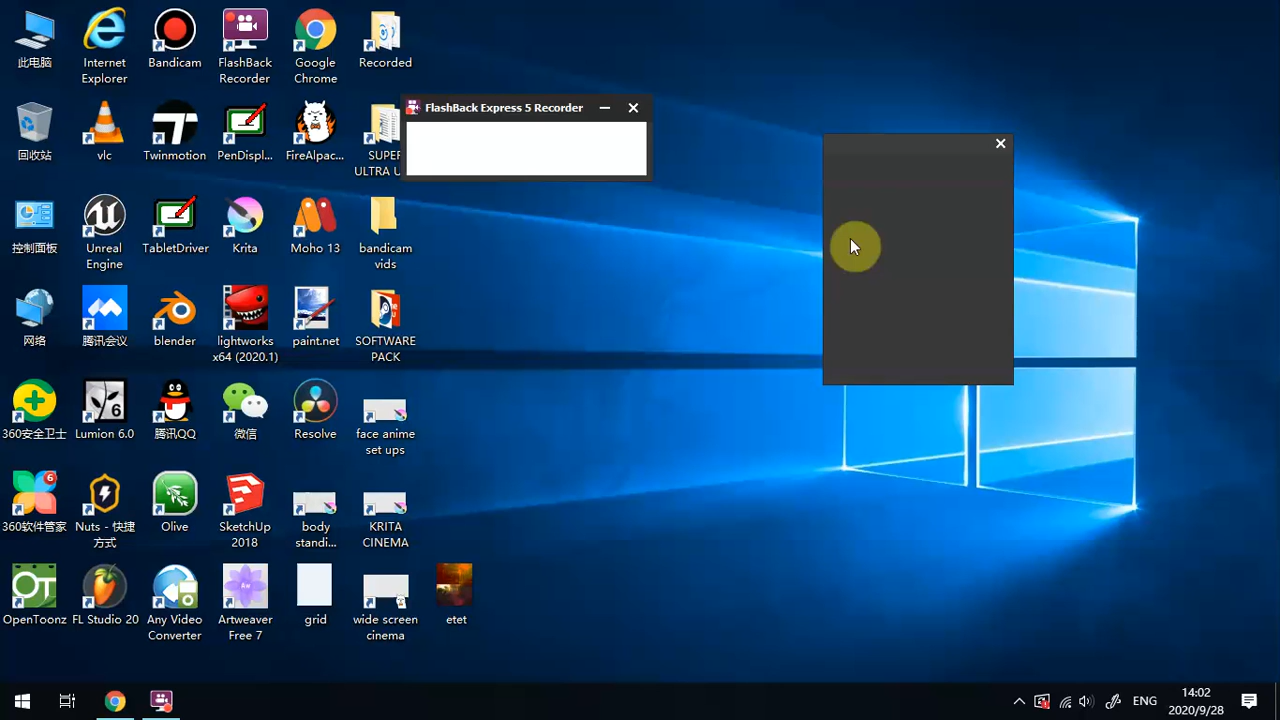 此电脑
Internet
Explorer
Bandicam
FlashBack
Recorder
Google
Chrome
Recorded
FlashBack Express 5 Recorder
回收站
vlc
Twinmotion
PenDispl...
FireAlpac...
SUPER
ULTRA U
控制面板
Unreal
Engine
TabletDriver
Krita
Moho 13
bandicam
vids
网络
腾讯会议
blender
lightworks
x64 (2020.1)
paint.net
SOFTWARE
PACK
360安全卫士
Lumion 6.0
腾讯QQ
微信
Resolve
face anime
set ups
6
360软件管家
Nuts - 快捷
方式
Olive
SketchUp
2018
body
standi...
KRITA
CINEMA
OpenToonz
FL Studio 20
Any Video
Converter
Artweaver
Free 7
grid
wide screen
cinema
etet
ENG
14:02
2020/9/28